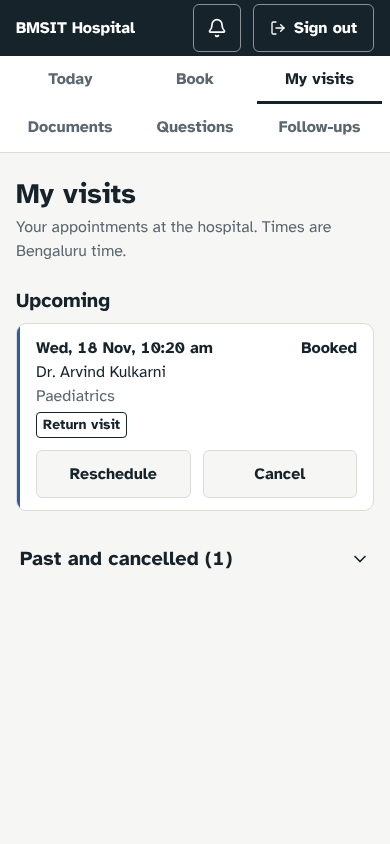 BMSIT Hospital
Sign out
Today
Book
My visits
Documents
Questions
Follow-ups
My visits
Your appointments at the hospital. Times are
Bengaluru time.
Upcoming
Wed, 18 Nov, 10:20 am
Booked
Dr. Arvind Kulkarni
Paediatrics
Return visit
Reschedule
Cancel
Past and cancelled (1)